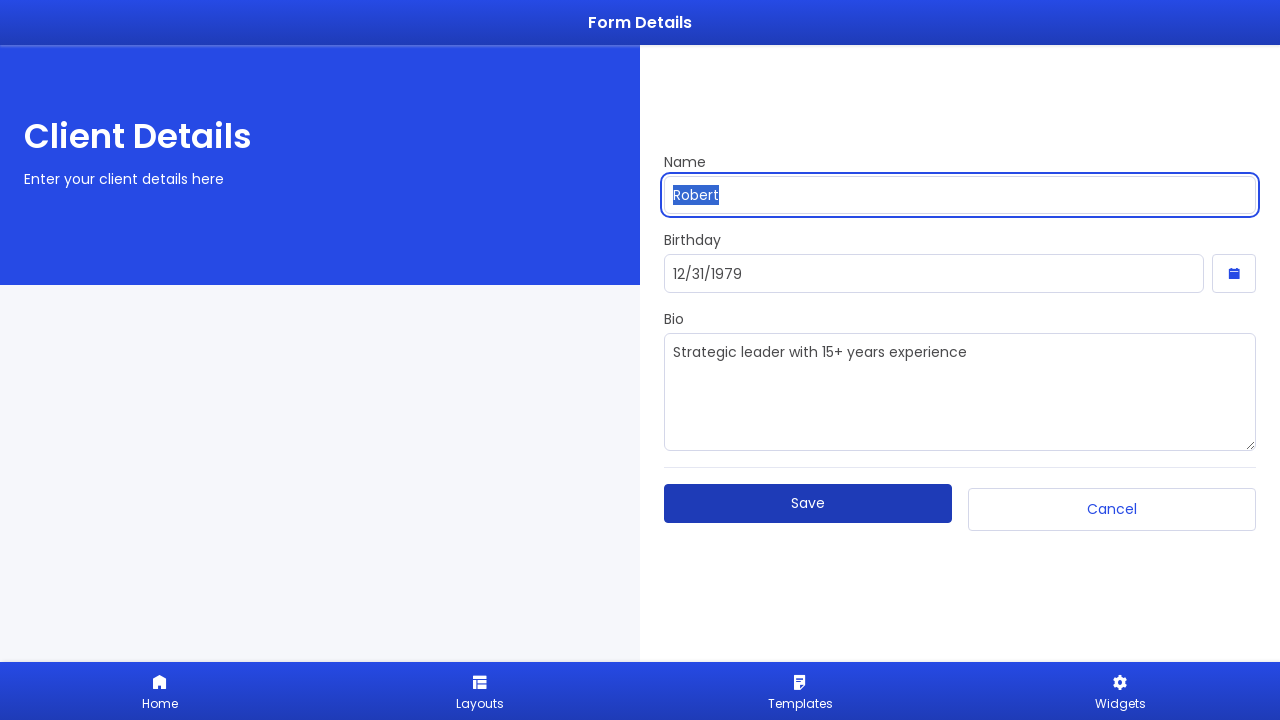 Form Details
Client Details
Enter your client details here
Name
Robert
Birthday
12/31/1979
Bio
Strategic leader with 15+ years experience
Save
Cancel
Home
Layouts
Templates
Widgets